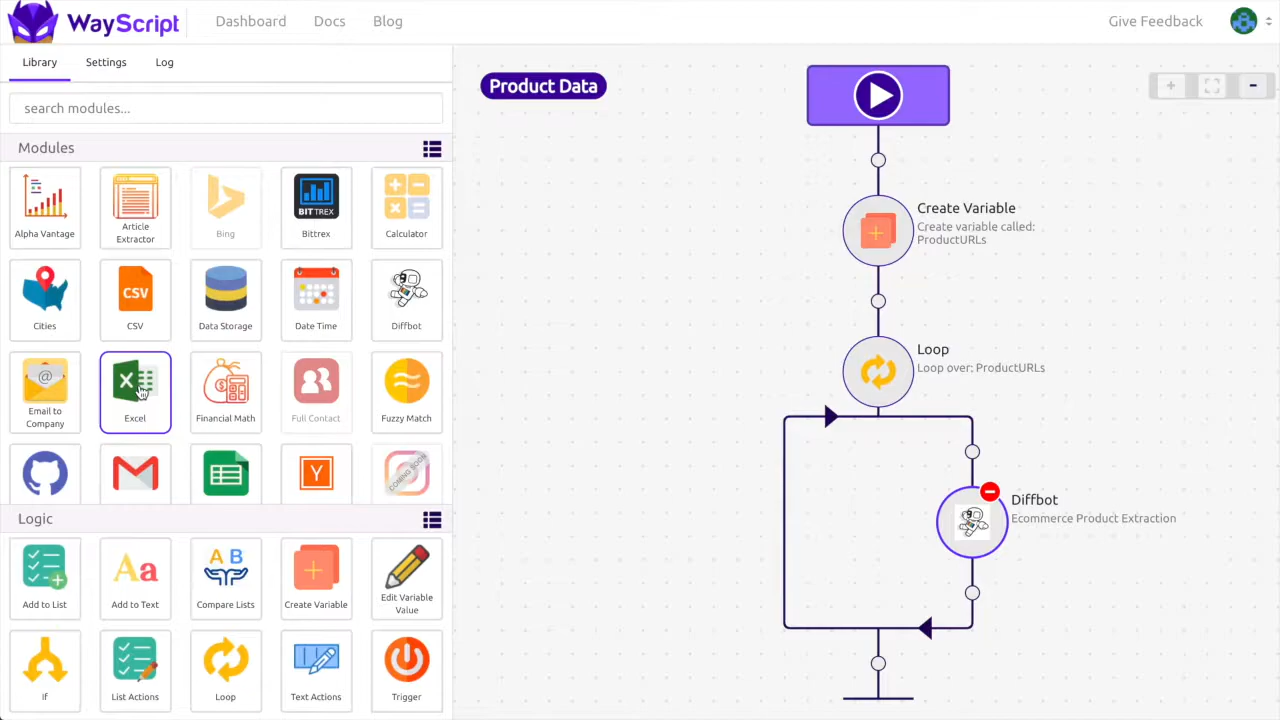 WayScript
Dashboard
Docs
Blog
Give Feedback
Library
Settings
Log
search modules...
Modules
Alpha Vantage
Article
Extractor
Bing
BITTREX
Bittrex
Calculator
Cities
CSV
CSV
Data Storage
Date Time
Diffbot
@
Email to
Company
X
Excel
Financial Math
Full Contact
Fuzzy Match
Y
COMING SOON
Logic
Add to List
Aa
Add to Text
A B
Compare Lists
Create Variable
Edit Variable
Value
If
List Actions
Loop
Text Actions
Trigger
Product Data
Create Variable
Create variable called:
ProductURLs
Loop
Loop over: ProductURLs
Diffbot
Ecommerce Product Extraction